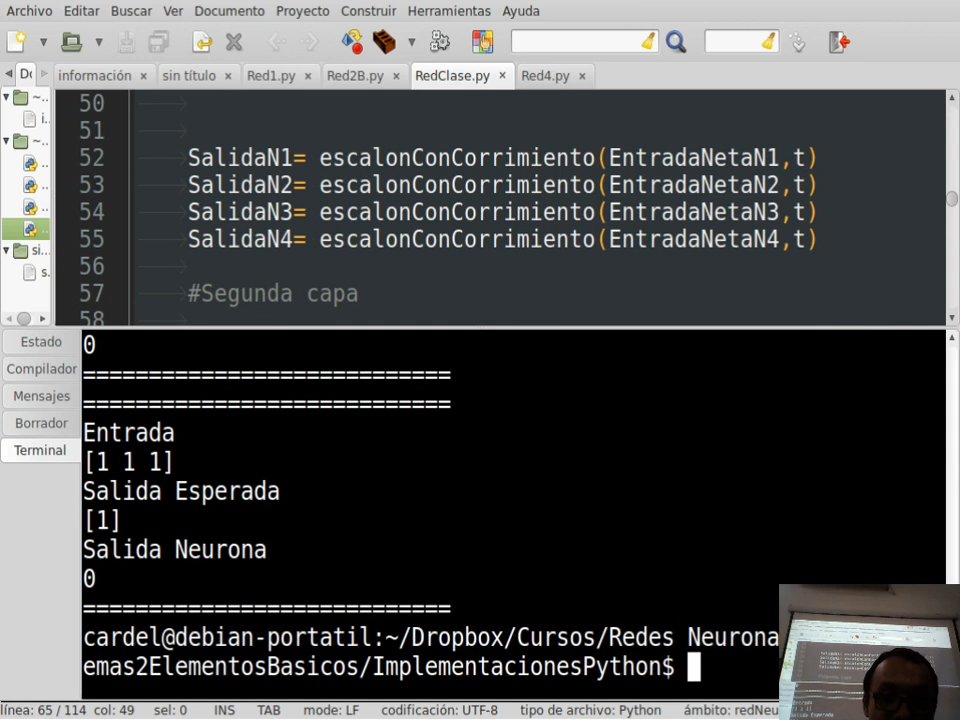 Archivo Editar Buscar Ver Documento Proyecto Construir Herramientas Ayuda
información sin título Red1.py Red2B.py RedClase.py Red4.py
50
51
52 SalidaN1= escalonConCorrimiento(EntradaNetaN1,t)
53 SalidaN2= escalonConCorrimiento(EntradaNetaN2,t)
54 SalidaN3= escalonConCorrimiento(EntradaNetaN3,t)
55 SalidaN4= escalonConCorrimiento(EntradaNetaN4,t)
56
57 #Segunda capa
58
Estado
Compilador
Mensajes
Borrador
Terminal
0
============================
============================
Entrada
[1 1 1]
Salida Esperada
[1]
Salida Neurona
0
============================
cardel@debian-portatil:~/Dropbox/Cursos/Redes Neurona
emas2ElementosBasicos/ImplementacionesPython$
línea: 65 / 114 col: 49 sel: 0 INS TAB mode: LF codificación: UTF-8 tipo de archivo: Python ámbito: redNeu